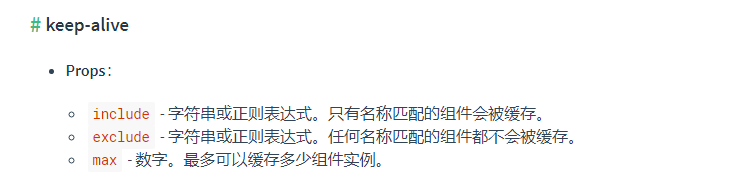 # keep-alive
Props：
include - 字符串或正则表达式。只有名称匹配的组件会被缓存。
exclude - 字符串或正则表达式。任何名称匹配的组件都不会被缓存。
max - 数字。最多可以缓存多少组件实例。